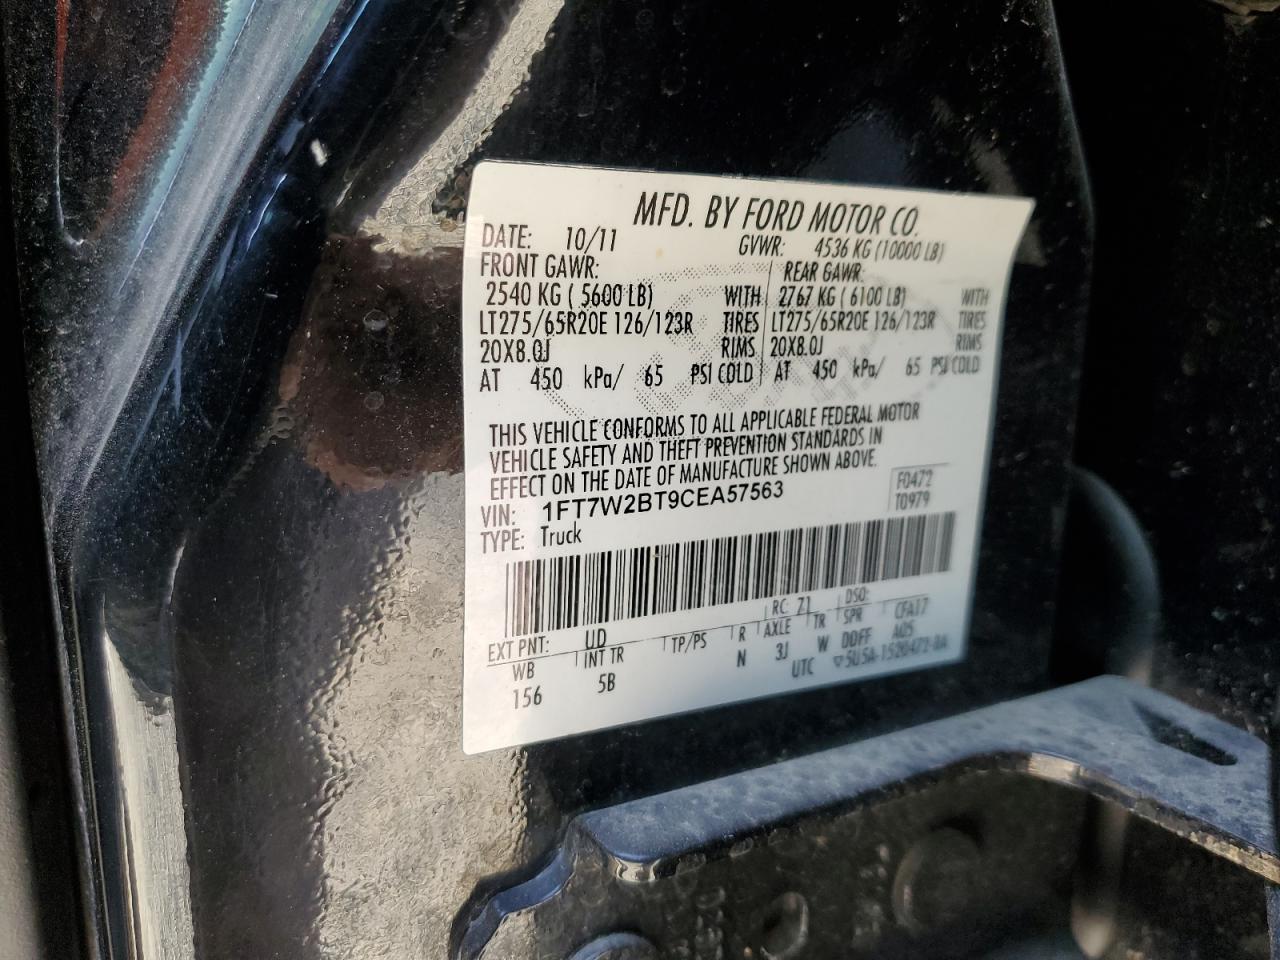 MFD. BY FORD MOTOR CO.
DATE: 10/11 GVWR: 4536 KG (10000 LB)
FRONT GAWR: REAR GAWR:
2540 KG ( 5600 LB) WITH 2767 KG ( 6100 LB) WITH
LT275/65R20E 126/123R TIRES LT275/65R20E 126/123R TIRES
20X8.0J RIMS 20X8.0J RIMS
AT 450 kPa/ 65 PSI COLD AT 450 kPa/ 65 PSI COLD
THIS VEHICLE CONFORMS TO ALL APPLICABLE FEDERAL MOTOR
VEHICLE SAFETY AND THEFT PREVENTION STANDARDS IN
EFFECT ON THE DATE OF MANUFACTURE SHOWN ABOVE.
F0472
VIN: 1FT7W2BT9CEA57563 T0979
TYPE: Truck
EXT PNT: UD RC: 71 DSO:
WB INT TR TP/PS R AXLE TR SPR CFA17
156 5B N 3J W DDFF A05
UTC ▽5U5A-1520472-BA